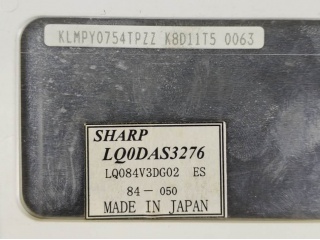 KLMPY0754TPZZ K8D11T5 0063
SHARP
LQ0DAS3276
LQ084V3DG02 ES
84－050
MADE IN JAPAN